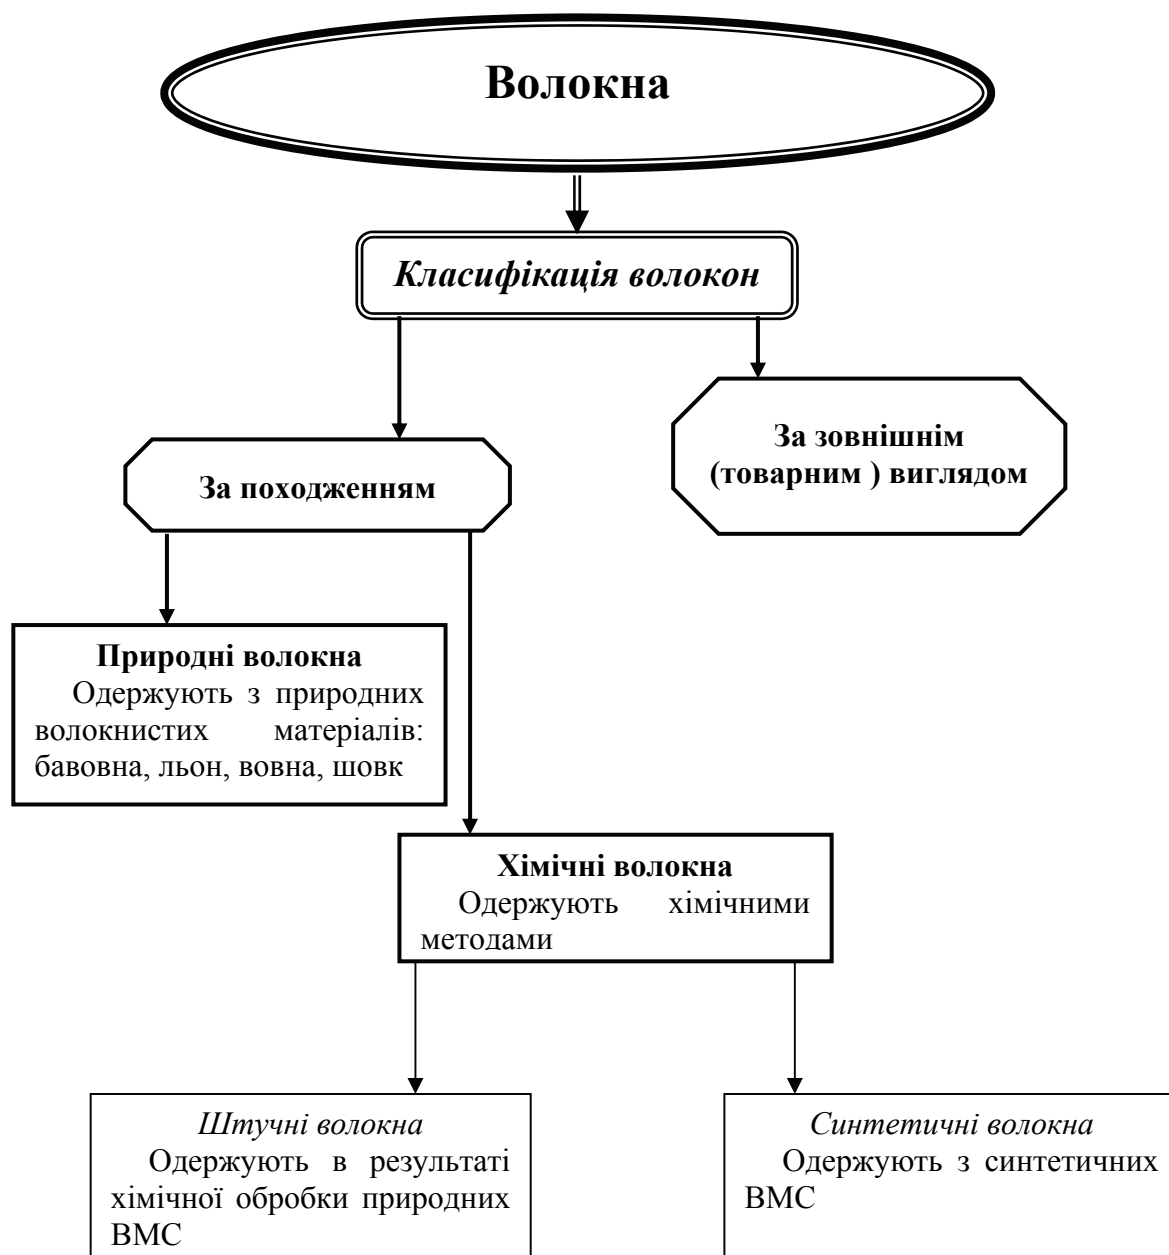 Волокна
Класифікація волокон
За зовнішнім
(товарним ) виглядом
За походженням
Природні волокна
Одержують з природних
волокнистих матеріалів:
бавовна, льон, вовна, шовк
Хімічні волокна
Одержують хімічними
методами
Штучні волокна
Одержують в результаті
хімічної обробки природних
ВМС
Синтетичні волокна
Одержують з синтетичних
ВМС